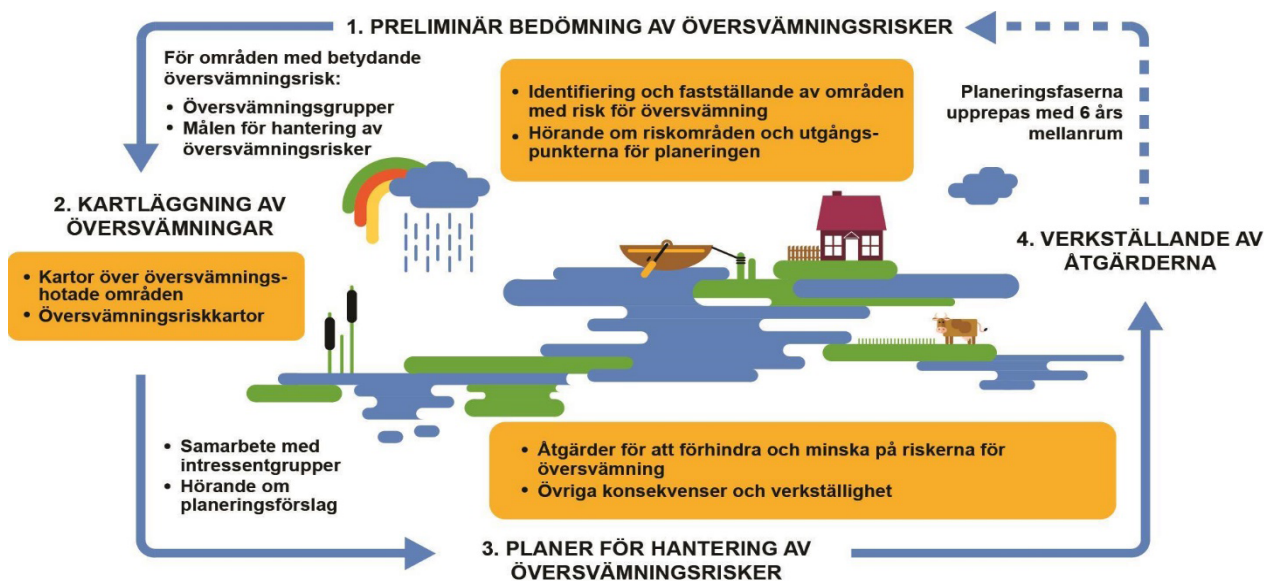 1. PRELIMINÄR BEDÖMNING AV ÖVERSVÄMNINGSRISKER
För områden med betydande
översvämningsrisk:
• Översvämningsgrupper
• Målen för hantering av
översvämningsrisker
• Identifiering och fastställande av områden
med risk för översvämning
• Hörande om riskområden och utgångs-
punkterna för planeringen
Planeringsfaserna
upprepas med 6 års
mellanrum
2. KARTLÄGGNING AV
ÖVERSVÄMNINGAR
• Kartor över översvämnings-
hotade områden
• Översvämningsriskkartor
4. VERKSTÄLLANDE AV
ÅTGÄRDERNA
• Samarbete med
intressentgrupper
• Hörande om
planeringsförslag
• Åtgärder för att förhindra och minska på riskerna för
översvämning
• Övriga konsekvenser och verkställighet
3. PLANER FÖR HANTERING AV
ÖVERSVÄMNINGSRISKER